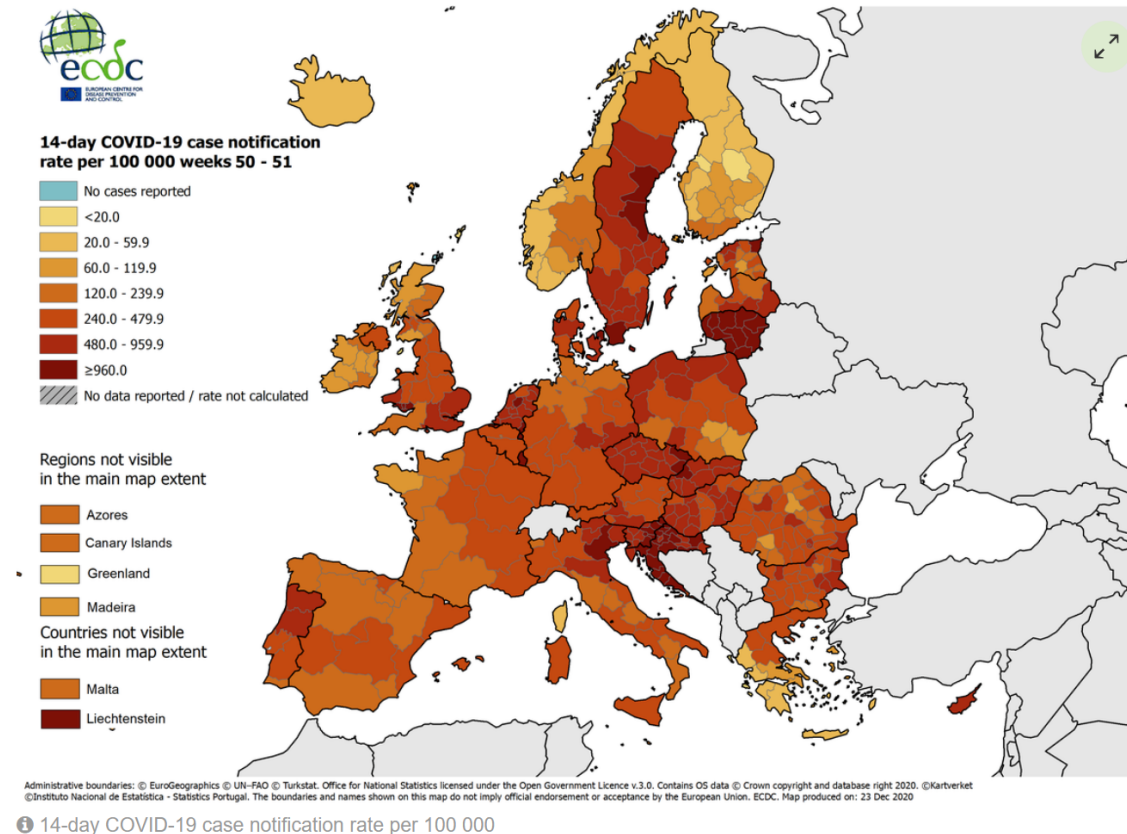 ecdc
EUROPEAN CENTRE FOR
DISEASE PREVENTION
AND CONTROL
14-day COVID-19 case notification
rate per 100 000 weeks 50 - 51
No cases reported
<20.0
20.0 - 59.9
60.0 - 119.9
120.0 - 239.9
240.0 - 479.9
480.0 - 959.9
≥960.0
No data reported / rate not calculated
Regions not visible
in the main map extent
Azores
Canary Islands
Greenland
Madeira
Countries not visible
in the main map extent
Malta
Liechtenstein
Administrative boundaries: © EuroGeographics © UN–FAO © Turkstat. Office for National Statistics licensed under the Open Government Licence v.3.0. Contains OS data © Crown copyright and database right 2020. ©Kartverket
©Instituto Nacional de Estatística - Statistics Portugal. The boundaries and names shown on this map do not imply official endorsement or acceptance by the European Union. ECDC. Map produced on: 23 Dec 2020
14-day COVID-19 case notification rate per 100 000